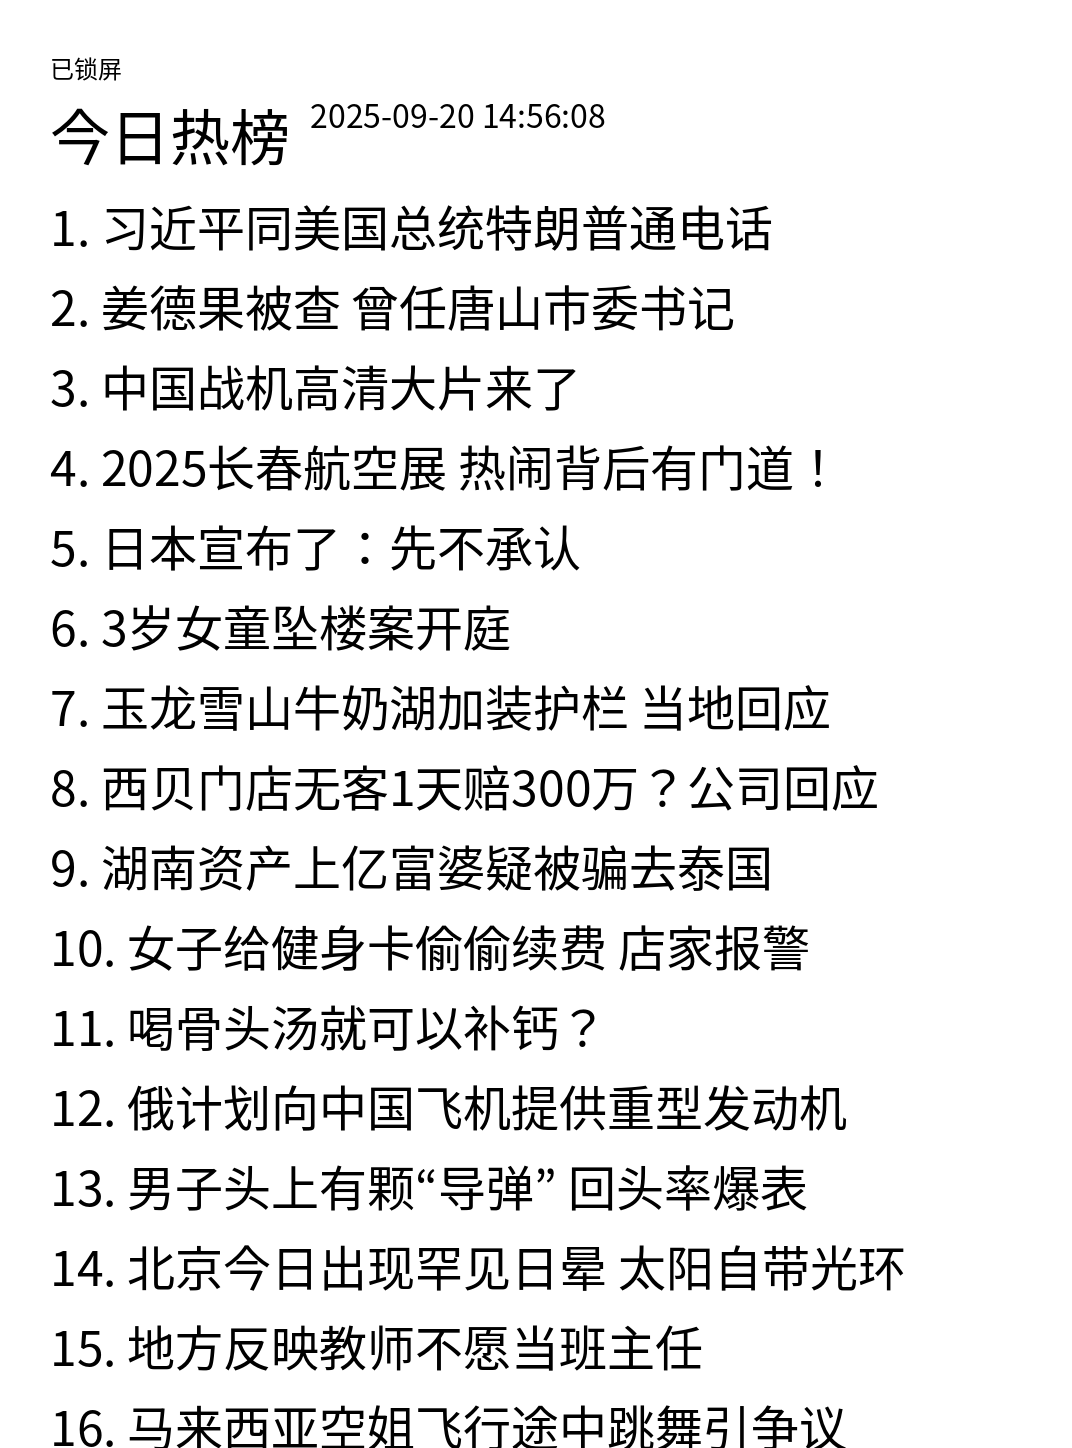 已锁屏
今日热榜 2025-09-20 14:56:08
1. 习近平同美国总统特朗普通电话
2. 姜德果被查 曾任唐山市委书记
3. 中国战机高清大片来了
4. 2025长春航空展 热闹背后有门道！
5. 日本宣布了：先不承认
6. 3岁女童坠楼案开庭
7. 玉龙雪山牛奶湖加装护栏 当地回应
8. 西贝门店无客1天赔300万？公司回应
9. 湖南资产上亿富婆疑被骗去泰国
10. 女子给健身卡偷偷续费 店家报警
11. 喝骨头汤就可以补钙？
12. 俄计划向中国飞机提供重型发动机
13. 男子头上有颗“导弹” 回头率爆表
14. 北京今日出现罕见日晕 太阳自带光环
15. 地方反映教师不愿当班主任
16. 马来西亚空姐飞行途中跳舞引争议